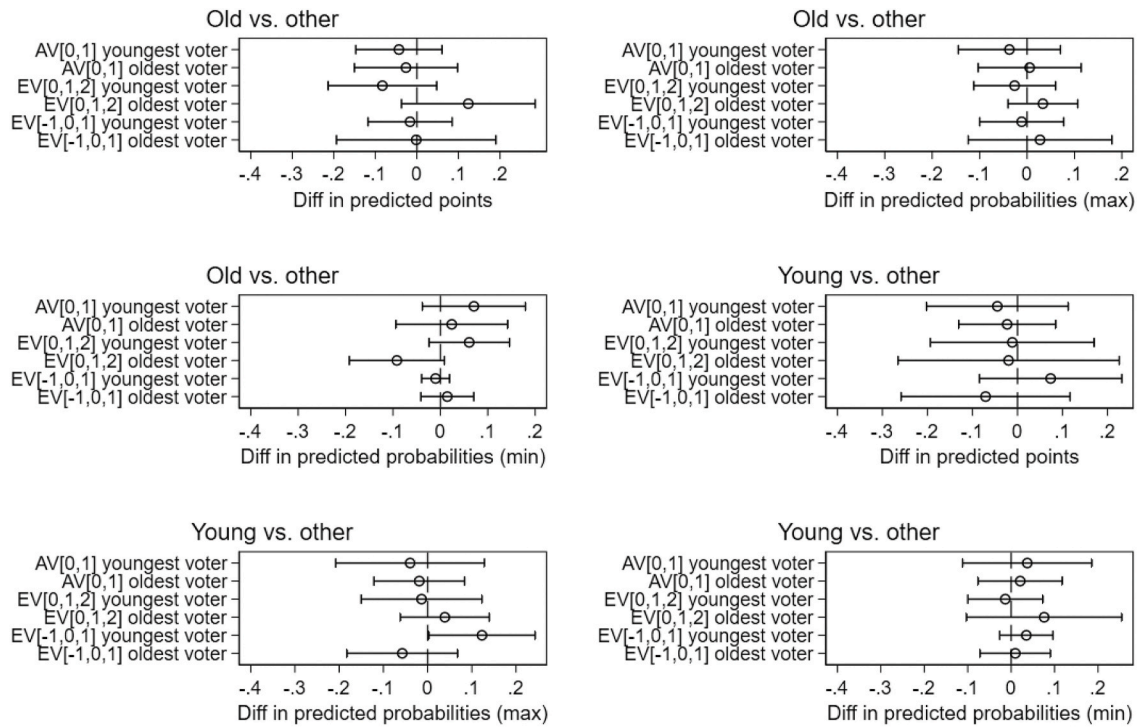 Old vs. other
AV[0,1] youngest voter
AV[0,1] oldest voter
EV[0,1,2] youngest voter
EV[0,1,2] oldest voter
EV[-1,0,1] youngest voter
EV[-1,0,1] oldest voter
-.4 -.3 -.2 -.1 0 .1 .2
Diff in predicted points
Old vs. other
AV[0,1] youngest voter
AV[0,1] oldest voter
EV[0,1,2] youngest voter
EV[0,1,2] oldest voter
EV[-1,0,1] youngest voter
EV[-1,0,1] oldest voter
-.4 -.3 -.2 -.1 0 .1 .2
Diff in predicted probabilities (max)
Old vs. other
AV[0,1] youngest voter
AV[0,1] oldest voter
EV[0,1,2] youngest voter
EV[0,1,2] oldest voter
EV[-1,0,1] youngest voter
EV[-1,0,1] oldest voter
-.4 -.3 -.2 -.1 0 .1 .2
Diff in predicted probabilities (min)
Young vs. other
AV[0,1] youngest voter
AV[0,1] oldest voter
EV[0,1,2] youngest voter
EV[0,1,2] oldest voter
EV[-1,0,1] youngest voter
EV[-1,0,1] oldest voter
-.4 -.3 -.2 -.1 0 .1 .2
Diff in predicted points
Young vs. other
AV[0,1] youngest voter
AV[0,1] oldest voter
EV[0,1,2] youngest voter
EV[0,1,2] oldest voter
EV[-1,0,1] youngest voter
EV[-1,0,1] oldest voter
-.4 -.3 -.2 -.1 0 .1 .2
Diff in predicted probabilities (max)
Young vs. other
AV[0,1] youngest voter
AV[0,1] oldest voter
EV[0,1,2] youngest voter
EV[0,1,2] oldest voter
EV[-1,0,1] youngest voter
EV[-1,0,1] oldest voter
-.4 -.3 -.2 -.1 0 .1 .2
Diff in predicted probabilities (min)